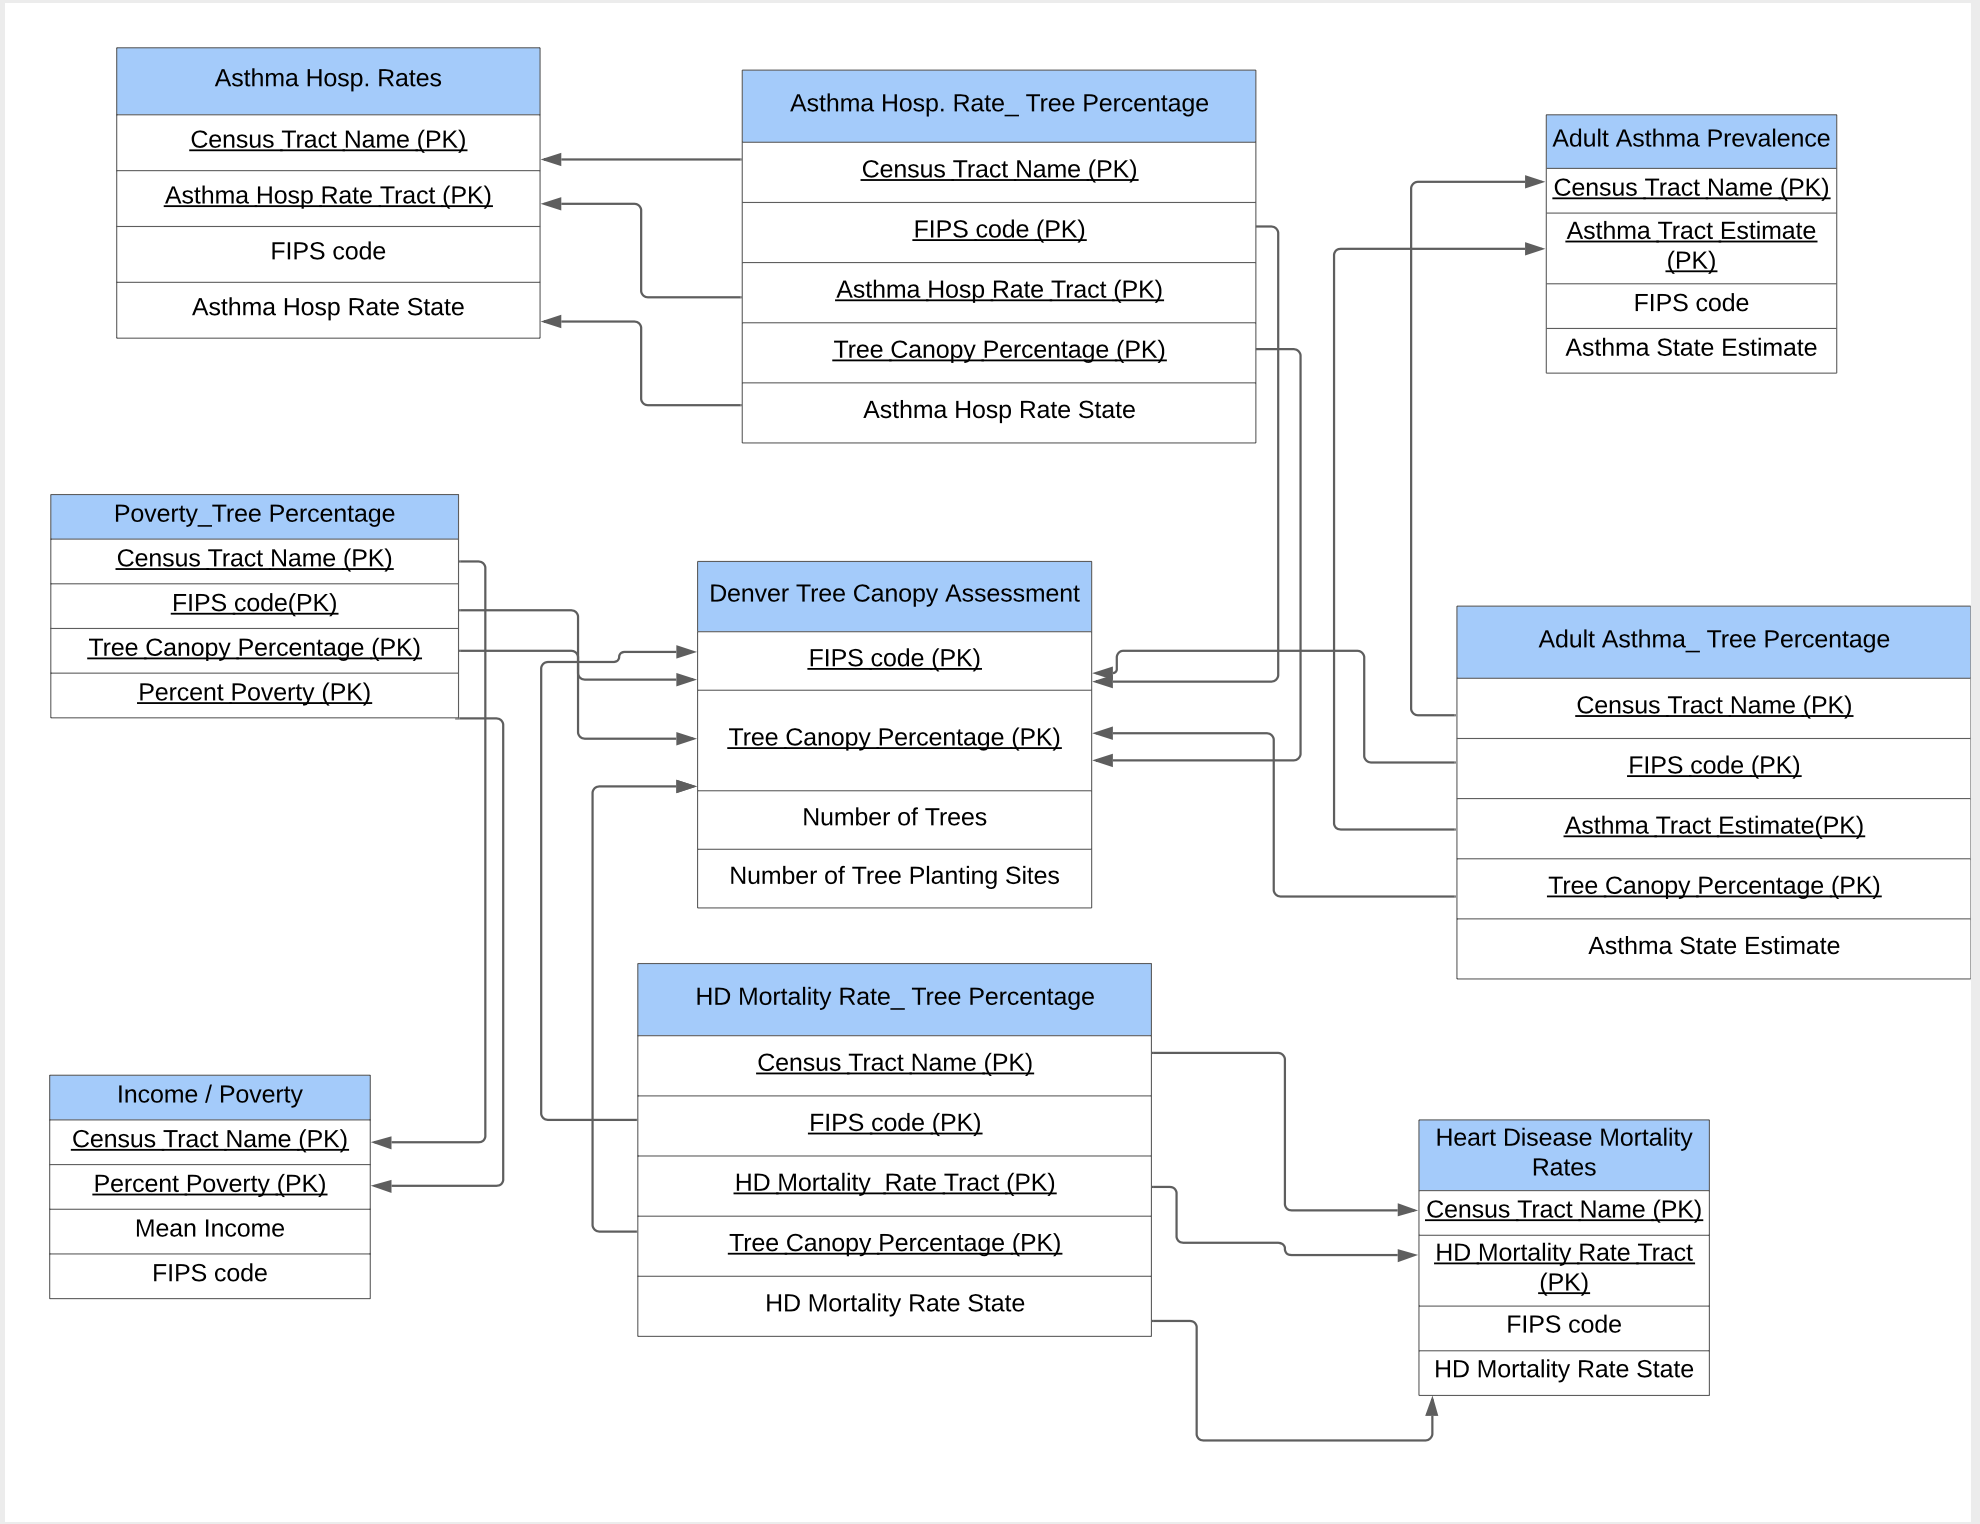 Asthma Hosp. Rates
Census Tract Name (PK)
Asthma Hosp Rate Tract (PK)
FIPS code
Asthma Hosp Rate State
Asthma Hosp. Rate_ Tree Percentage
Census Tract Name (PK)
FIPS code (PK)
Asthma Hosp Rate Tract (PK)
Tree Canopy Percentage (PK)
Asthma Hosp Rate State
Adult Asthma Prevalence
Census Tract Name (PK)
Asthma Tract Estimate
(PK)
FIPS code
Asthma State Estimate
Poverty_Tree Percentage
Census Tract Name (PK)
FIPS code(PK)
Tree Canopy Percentage (PK)
Percent Poverty (PK)
Denver Tree Canopy Assessment
FIPS code (PK)
Tree Canopy Percentage (PK)
Number of Trees
Number of Tree Planting Sites
Adult Asthma_ Tree Percentage
Census Tract Name (PK)
FIPS code (PK)
Asthma Tract Estimate(PK)
Tree Canopy Percentage (PK)
Asthma State Estimate
HD Mortality Rate_ Tree Percentage
Census Tract Name (PK)
FIPS code (PK)
HD Mortality  Rate Tract (PK)
Tree Canopy Percentage (PK)
HD Mortality Rate State
Income / Poverty
Census Tract Name (PK)
Percent Poverty (PK)
Mean Income
FIPS code
Heart Disease Mortality
Rates
Census Tract Name (PK)
HD Mortality Rate Tract
(PK)
FIPS code
HD Mortality Rate State